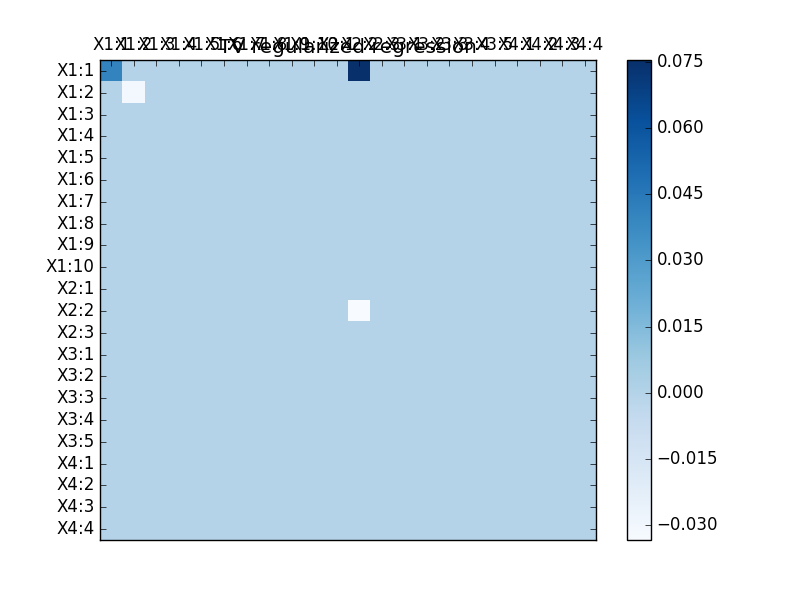 TV regularized regression
X1:1
X1:2
X1:3
X1:4
X1:5
X1:6
X1:7
X1:8
X1:9
X1:10
X2:1
X2:2
X2:3
X3:1
X3:2
X3:3
X3:4
X3:5
X4:1
X4:2
X4:3
X4:4
0.075
0.060
0.045
0.030
0.015
0.000
−0.015
−0.030